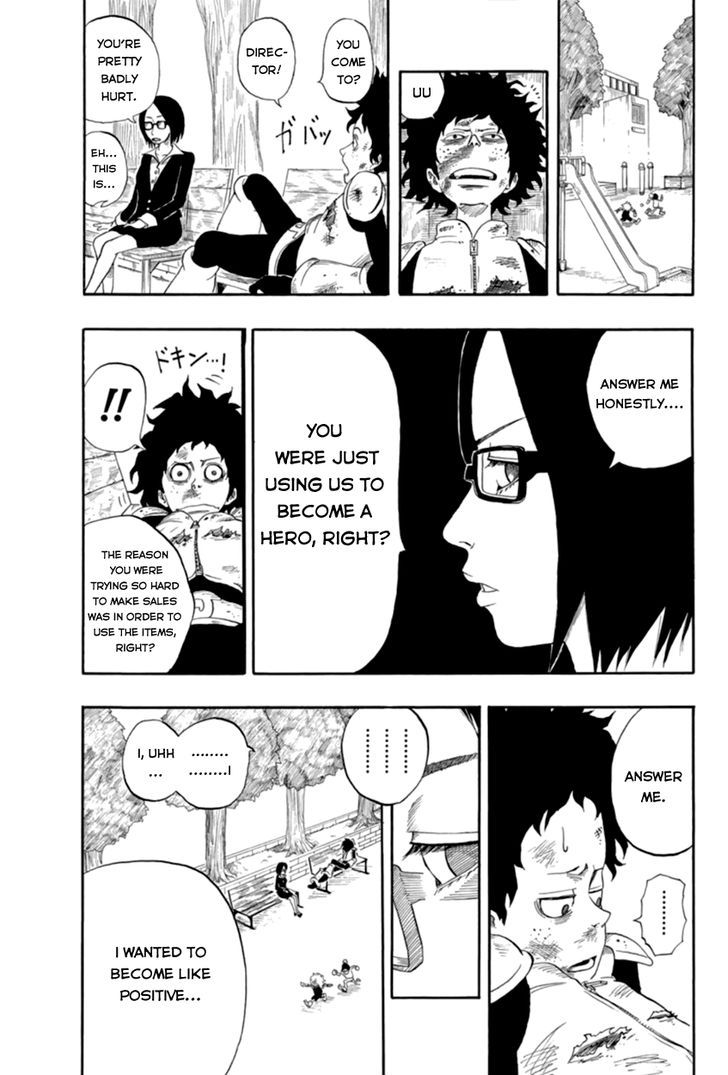 UU
YOU
COME
TO?
DIREC-
TOR!
ガバッ
YOU'RE
PRETTY
BADLY
HURT.
EH...
THIS
IS...
ANSWER ME
HONESTLY....
YOU
WERE JUST
USING US TO
BECOME A
HERO, RIGHT?
ドキン…!
!!
THE REASON
YOU WERE
TRYING SO HARD
TO MAKE SALES
WAS IN ORDER TO
USE THE ITEMS,
RIGHT?
ANSWER
ME.
........
I, UHH
...
........
........I
I WANTED TO
BECOME LIKE
POSITIVE...